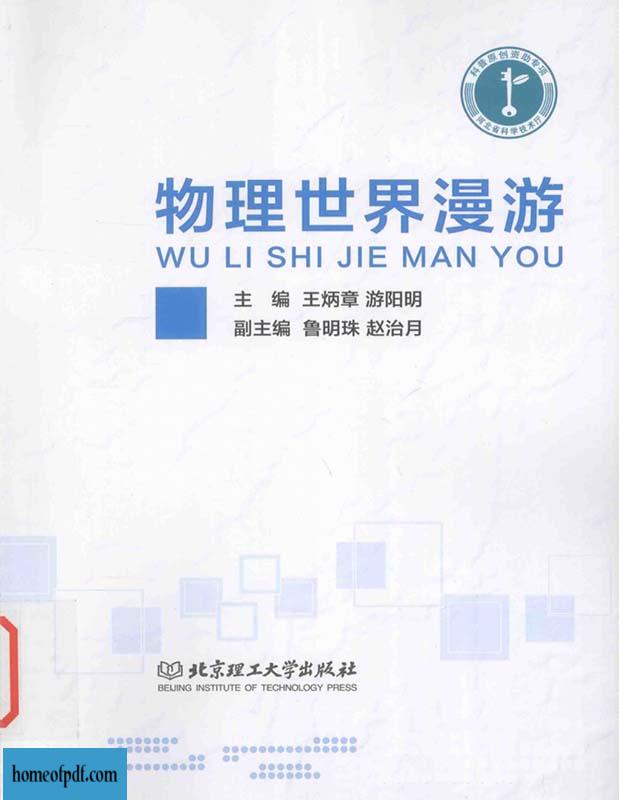 科普原创资助专项
河北省科学技术厅
物理世界漫游
WU LI SHI JIE MAN YOU
主 编 王炳章 游阳明
副主编 鲁明珠 赵治月
北京理工大学出版社
BEIJING INSTITUTE OF TECHNOLOGY PRESS
homeofpdf.com